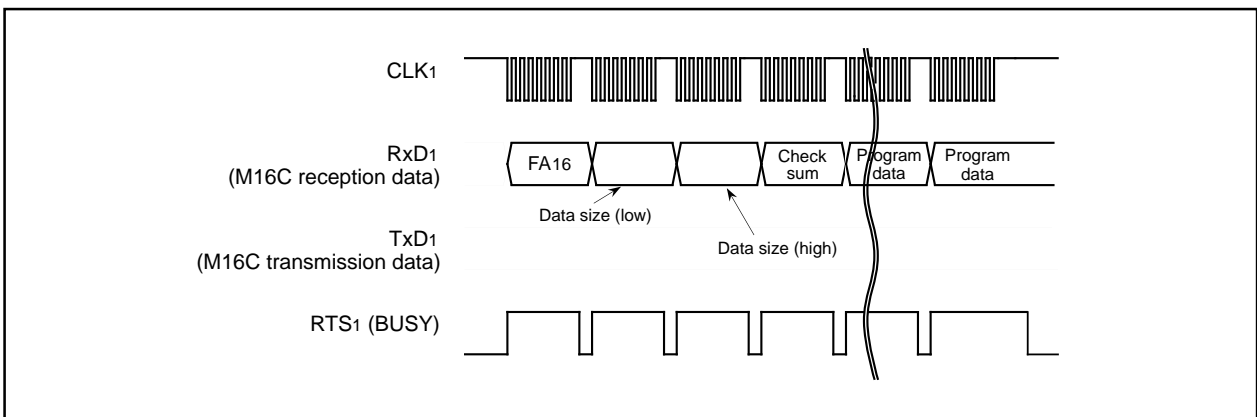 CLK1
RxD1
(M16C reception data)
FA16
Check
sum
Program
data
Program
data
Data size (low)
Data size (high)
TxD1
(M16C transmission data)
RTS1 (BUSY)